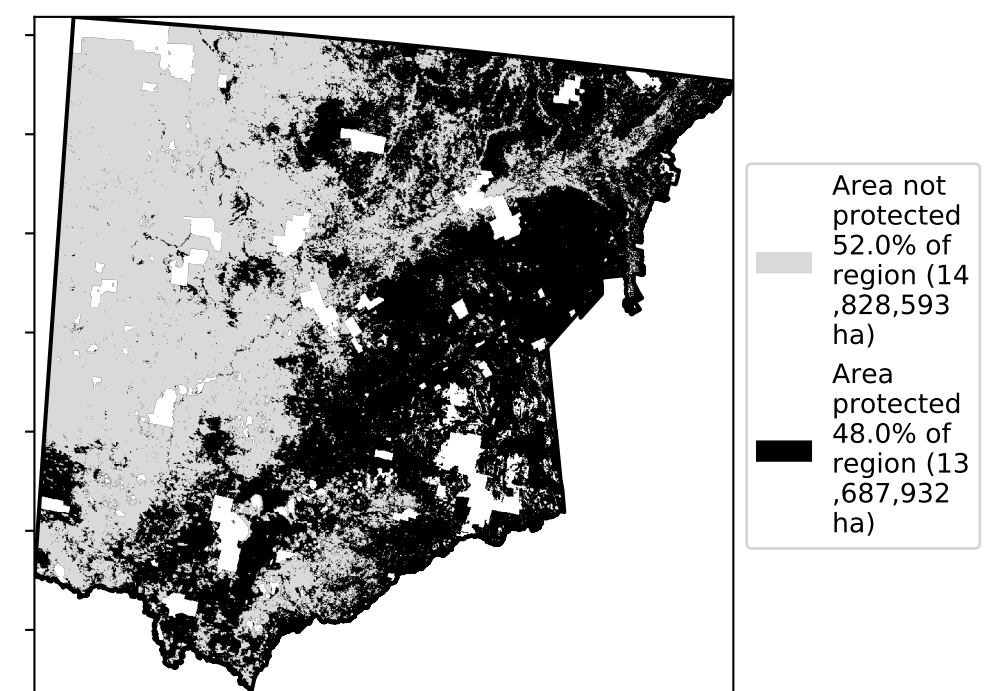 Area not
protected
52.0% of
region (14
,828,593
ha)
Area
protected
48.0% of
region (13
,687,932
ha)